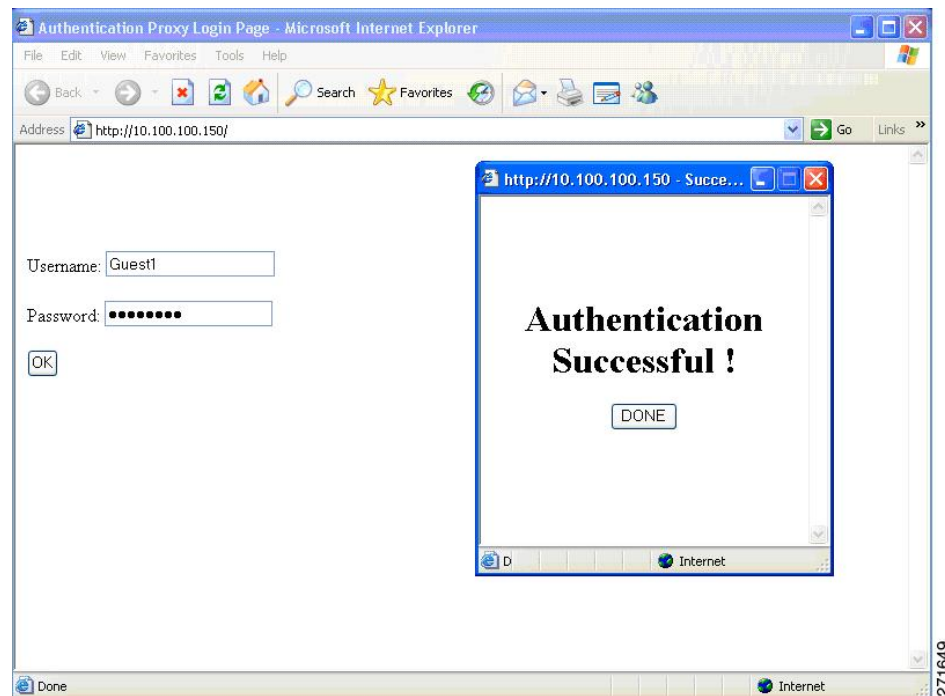 Authentication Proxy Login Page - Microsoft Internet Explorer
File Edit View Favorites Tools Help
Back Search Favorites
Address http://10.100.100.150/ Go Links »
http://10.100.100.150 - Succe...
Username: Guest1
Password: ••••••••
OK
Authentication
Successful !
DONE
D Internet
Done Internet
271649